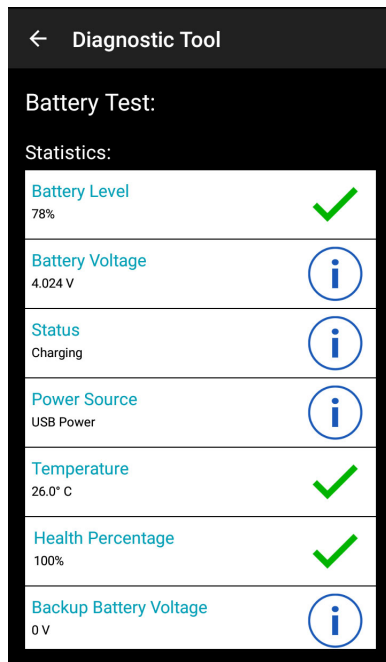 Diagnostic Tool
Battery Test:
Statistics:
Battery Level
78%
Battery Voltage
4.024 V
Status
Charging
Power Source
USB Power
Temperature
26.0° C
Health Percentage
100%
Backup Battery Voltage
0 V